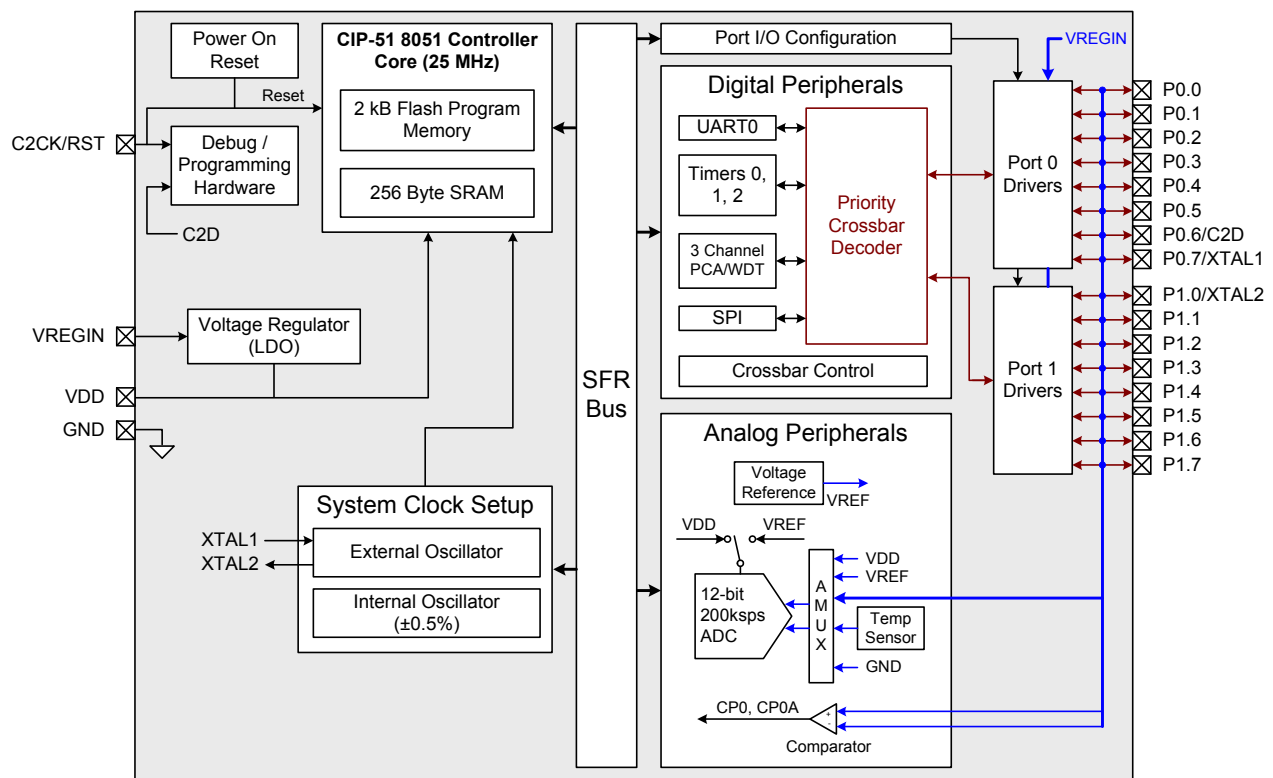 Power On
Reset
Reset
C2CK/RST
Debug /
Programming
Hardware
C2D
VREGIN
Voltage Regulator
(LDO)
VDD
GND
CIP-51 8051 Controller
Core (25 MHz)
2 kB Flash Program
Memory
256 Byte SRAM
System Clock Setup
XTAL1
XTAL2
External Oscillator
Internal Oscillator
(±0.5%)
SFR
Bus
Port I/O Configuration
Digital Peripherals
UART0
Timers 0,
1, 2
3 Channel
PCA/WDT
SPI
Priority
Crossbar
Decoder
Crossbar Control
Analog Peripherals
Voltage
Reference
VREF
VDD
VREF
12-bit
200ksps
ADC
A
M
U
X
VDD
VREF
Temp
Sensor
GND
CP0, CP0A
+
-
Comparator
VREGIN
Port 0
Drivers
Port 1
Drivers
P0.0
P0.1
P0.2
P0.3
P0.4
P0.5
P0.6/C2D
P0.7/XTAL1
P1.0/XTAL2
P1.1
P1.2
P1.3
P1.4
P1.5
P1.6
P1.7